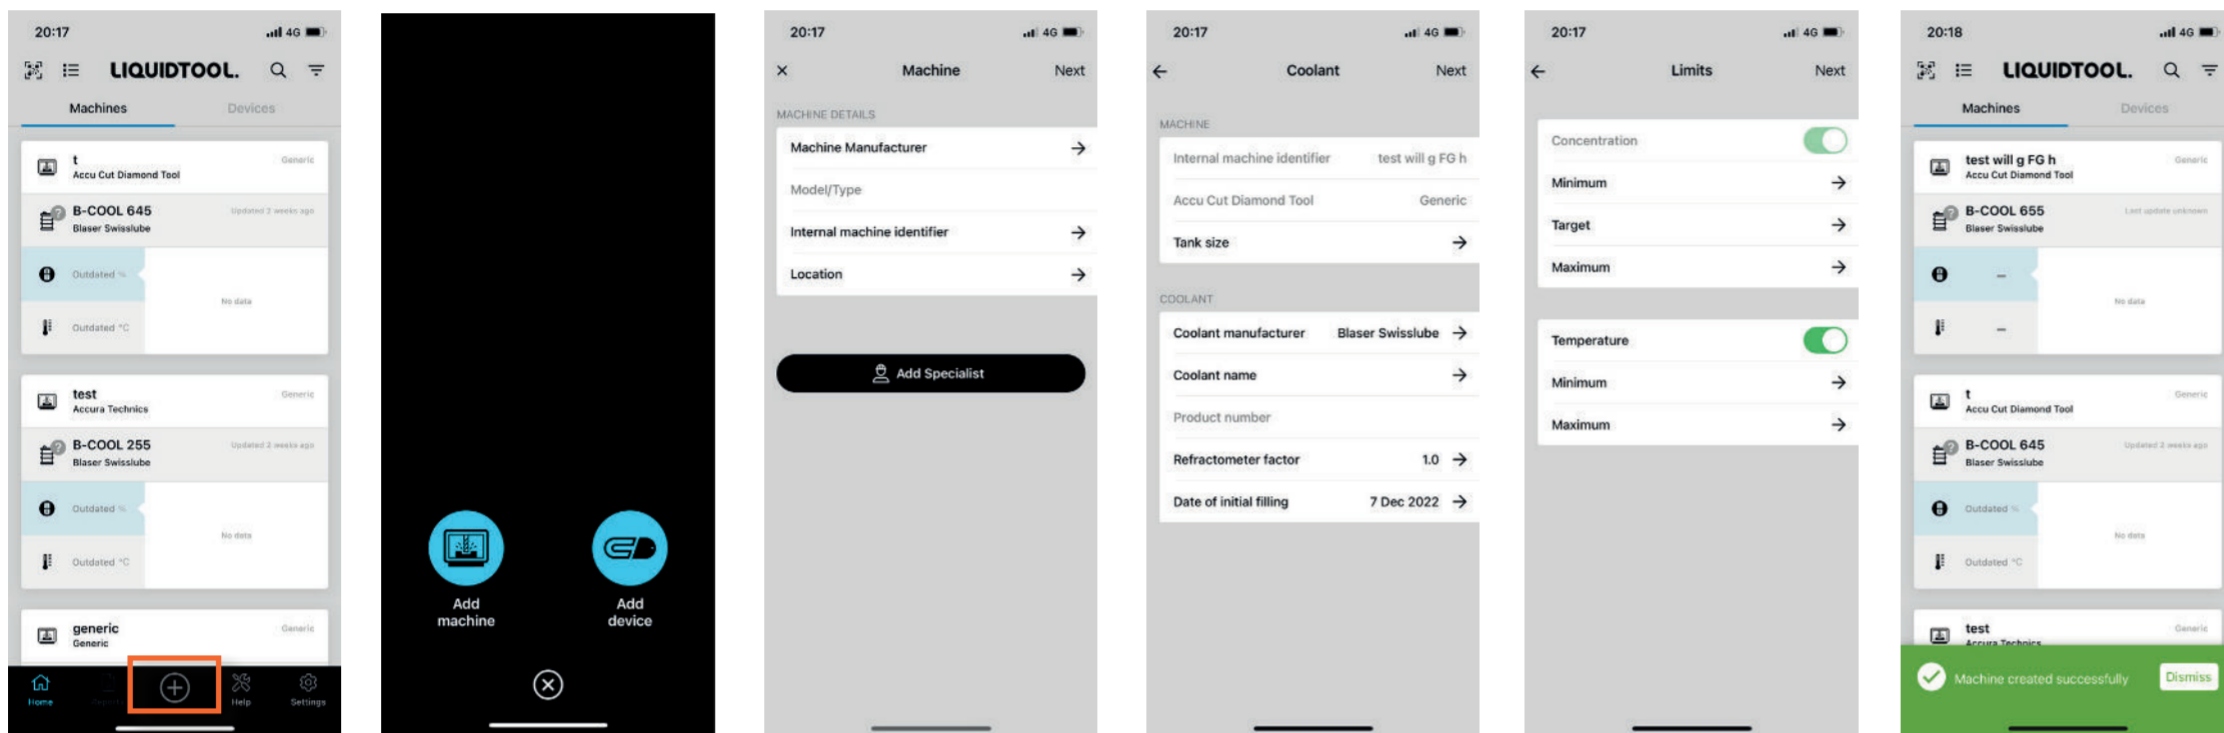 20:17
4G
LIQUIDTOOL.
Machines
Devices
t
Generic
Accu Cut Diamond Tool
B-COOL 645
Updated 2 weeks ago
Blaser Swisslube
Outdated %
No data
Outdated °C
test
Generic
Accura Technics
B-COOL 255
Updated 2 weeks ago
Blaser Swisslube
Outdated %
No data
Outdated °C
generic
Generic
Generic
Home
Reports
Help
Settings
Add
machine
Add
device
20:17
4G
Machine
Next
MACHINE DETAILS
Machine Manufacturer
Model/Type
Internal machine identifier
Location
Add Specialist
20:17
4G
Coolant
Next
MACHINE
Internal machine identifier test will g FG h
Accu Cut Diamond Tool Generic
Tank size
COOLANT
Coolant manufacturer Blaser Swisslube
Coolant name
Product number
Refractometer factor 1.0
Date of initial filling 7 Dec 2022
20:17
4G
Limits
Next
Concentration
Minimum
Target
Maximum
Temperature
Minimum
Maximum
20:18
4G
LIQUIDTOOL.
Machines
Devices
test will g FG h
Generic
Accu Cut Diamond Tool
B-COOL 655
Last update unknown
Blaser Swisslube
–
No data
–
t
Generic
Accu Cut Diamond Tool
B-COOL 645
Updated 2 weeks ago
Blaser Swisslube
Outdated %
No data
Outdated °C
test
Generic
Accura Technics
Machine created successfully
Dismiss